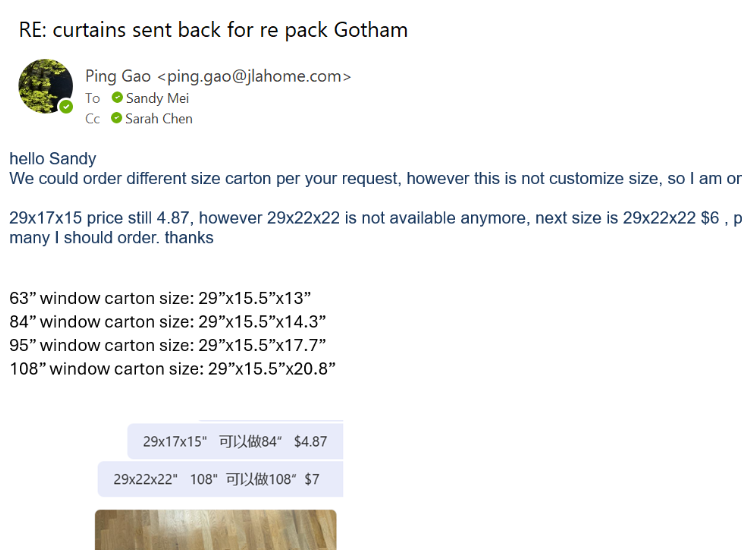 RE: curtains sent back for re pack Gotham
Ping Gao <ping.gao@jlahome.com>
To Sandy Mei
Cc Sarah Chen
hello Sandy
We could order different size carton per your request, however this is not customize size, so I am or
29x17x15 price still 4.87, however 29x22x22 is not available anymore, next size is 29x22x22 $6 , p
many I should order. thanks
63” window carton size: 29”x15.5”x13”
84” window carton size: 29”x15.5”x14.3”
95” window carton size: 29”x15.5”x17.7”
108” window carton size: 29”x15.5”x20.8”
29x17x15" 可以做84" $4.87
29x22x22" 108" 可以做108" $7